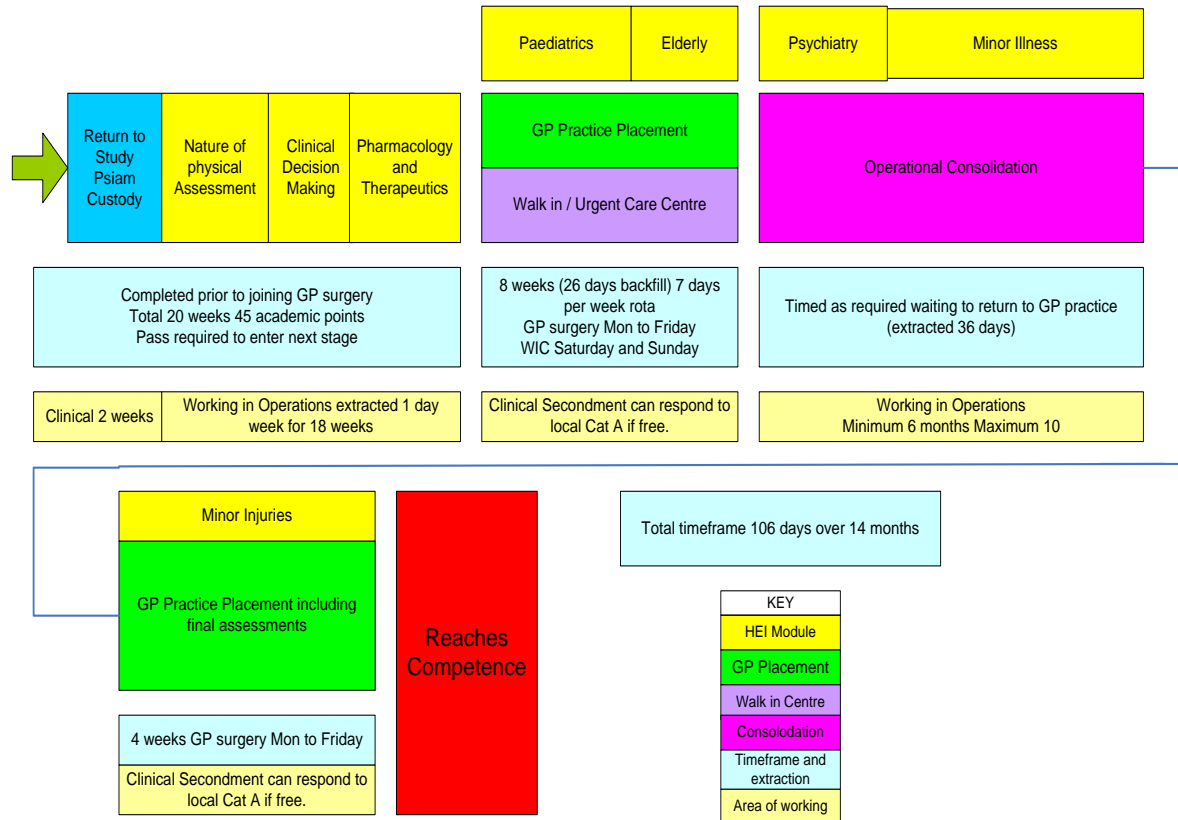 Paediatrics
Elderly
Psychiatry
Minor Illness
Return to
Study
Psiam
Custody
Nature of
physical
Assessment
Clinical
Decision
Making
Pharmacology
and
Therapeutics
GP Practice Placement
Walk in / Urgent Care Centre
Operational Consolidation
Completed prior to joining GP surgery
Total 20 weeks 45 academic points
Pass required to enter next stage
8 weeks (26 days backfill) 7 days
per week rota
GP surgery Mon to Friday
WIC Saturday and Sunday
Timed as required waiting to return to GP practice
(extracted 36 days)
Clinical 2 weeks
Working in Operations extracted 1 day
week for 18 weeks
Clinical Secondment can respond to
local Cat A if free.
Working in Operations
Minimum 6 months Maximum 10
Minor Injuries
GP Practice Placement including
final assessments
Reaches
Competence
4 weeks GP surgery Mon to Friday
Clinical Secondment can respond to
local Cat A if free.
Total timeframe 106 days over 14 months
KEY
HEI Module
GP Placement
Walk in Centre
Consolodation
Timeframe and
extraction
Area of working